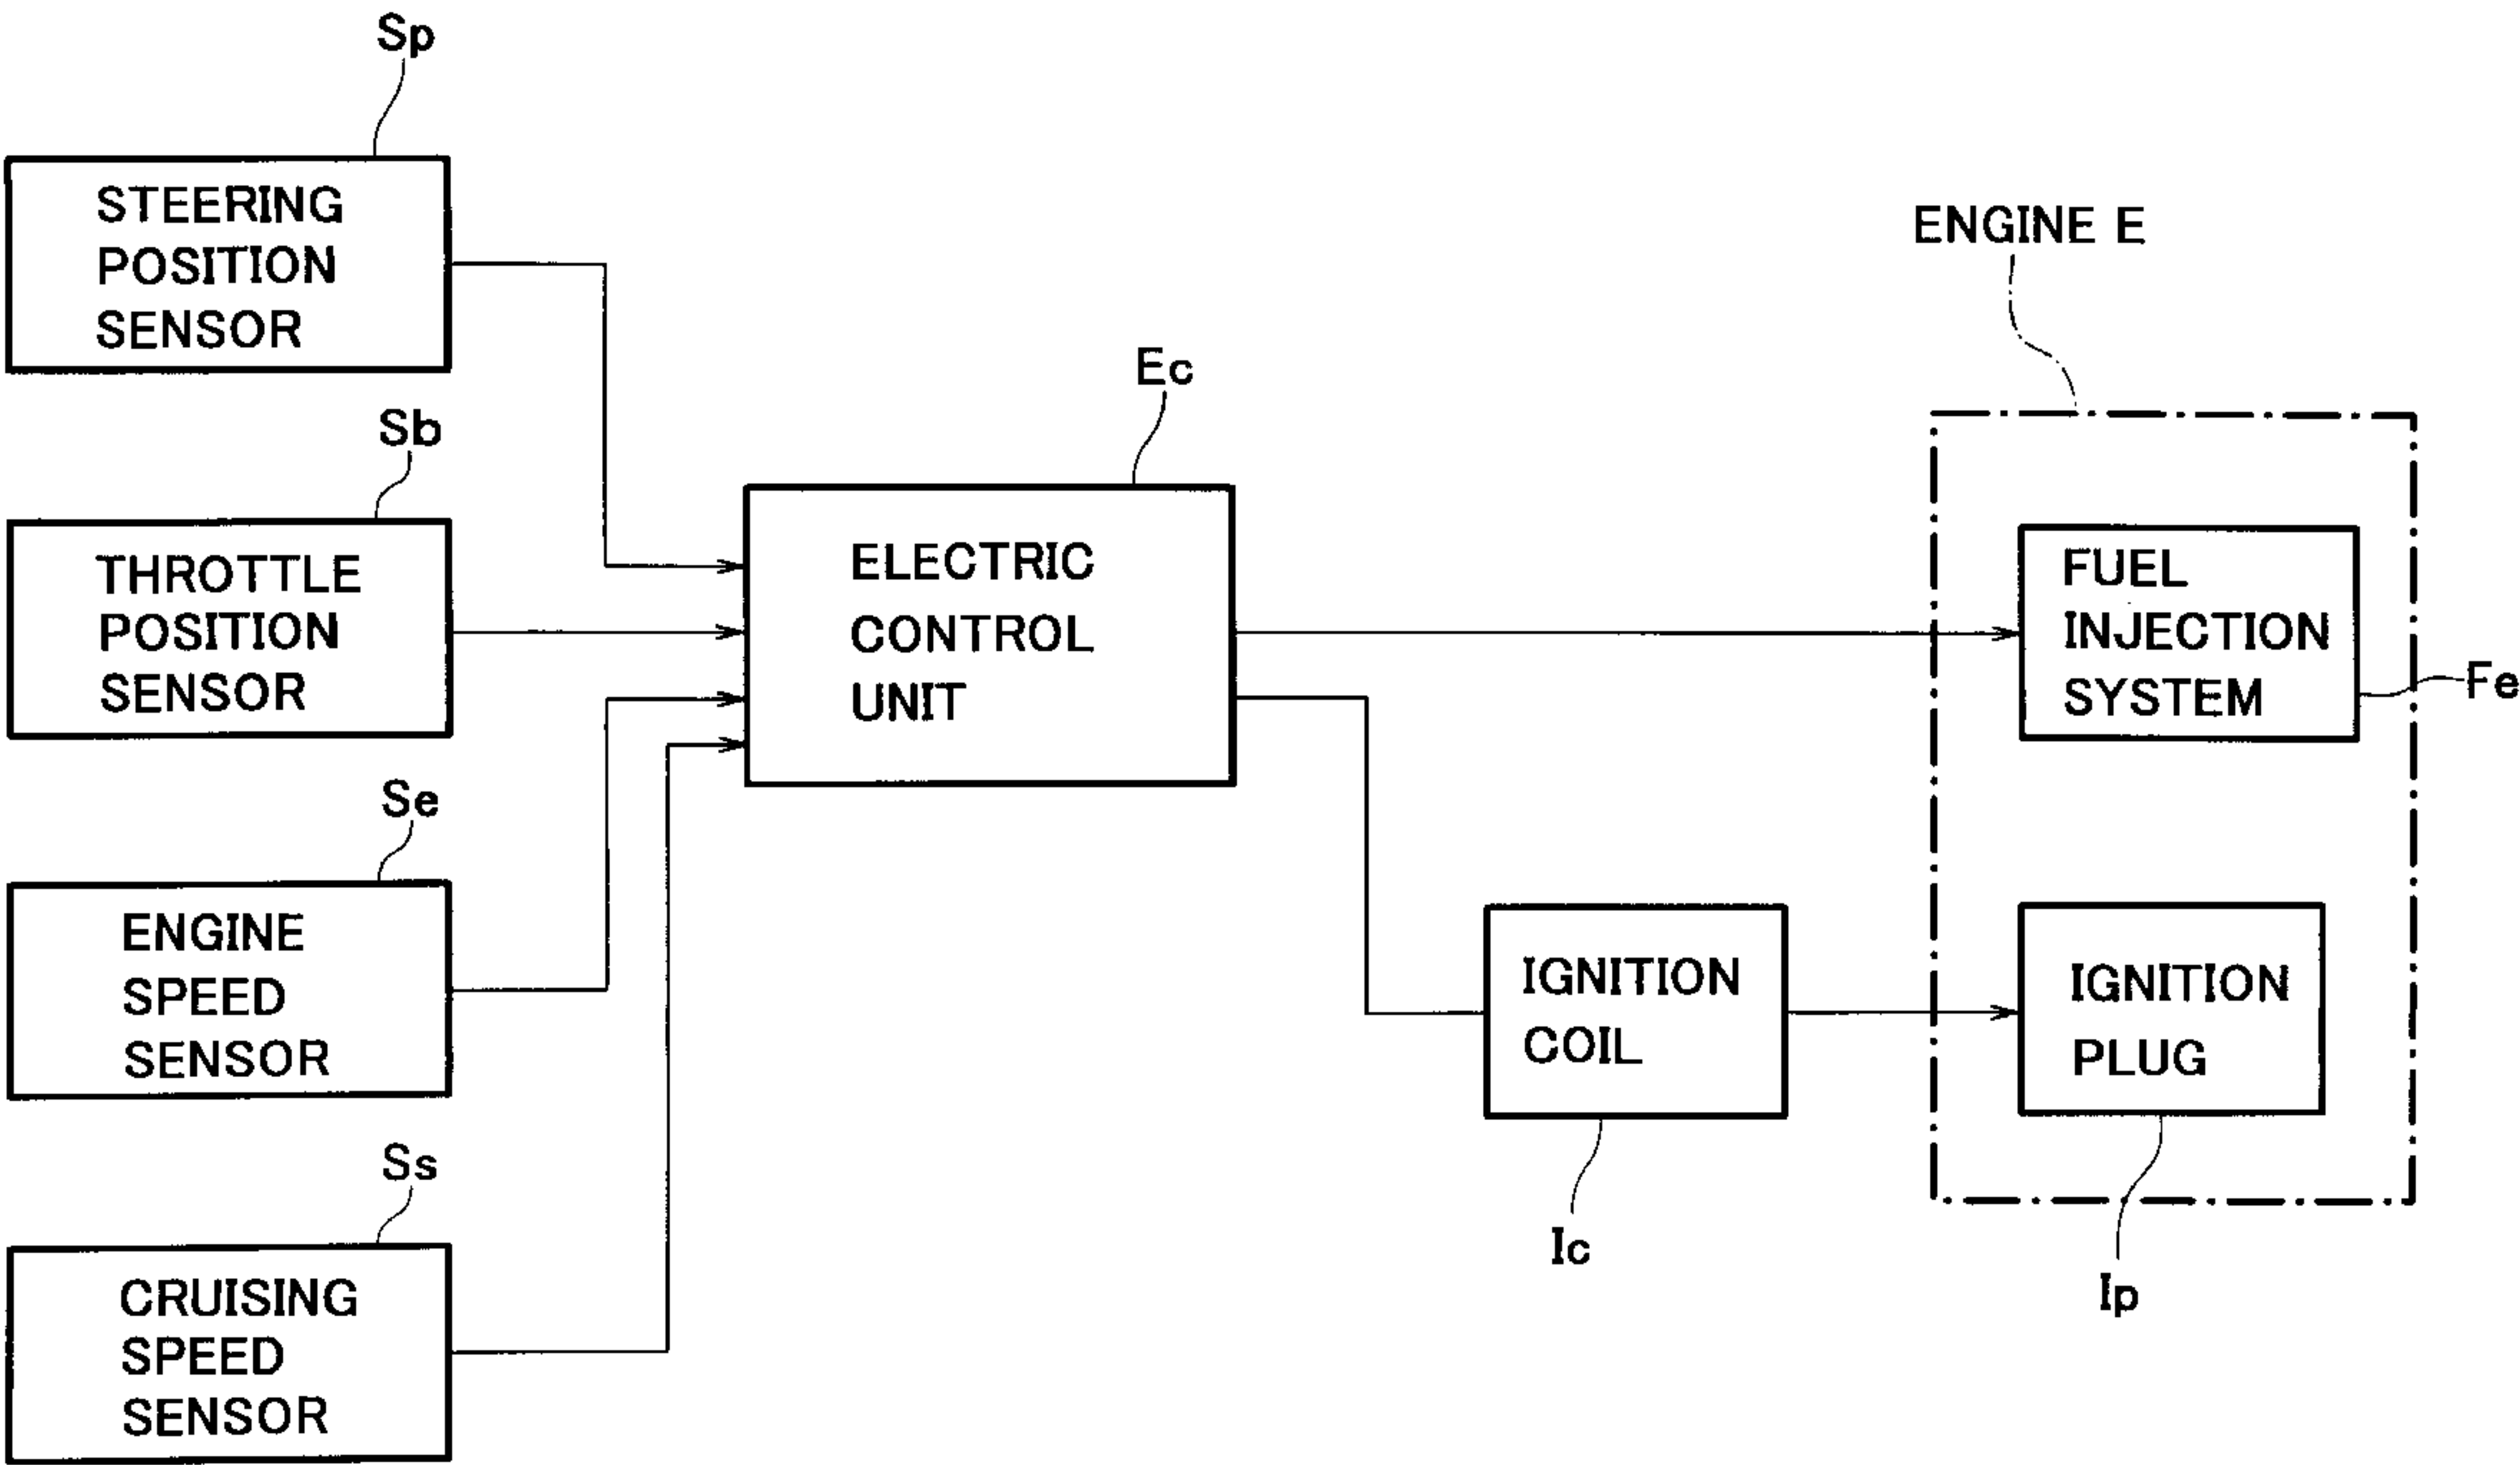 Sp
STEERING
POSITION
SENSOR
Sb
THROTTLE
POSITION
SENSOR
Se
ENGINE
SPEED
SENSOR
Ss
CRUISING
SPEED
SENSOR
Ec
ELECTRIC
CONTROL
UNIT
IGNITION
COIL
Ic
ENGINE E
FUEL
INJECTION
SYSTEM
Fe
IGNITION
PLUG
Ip